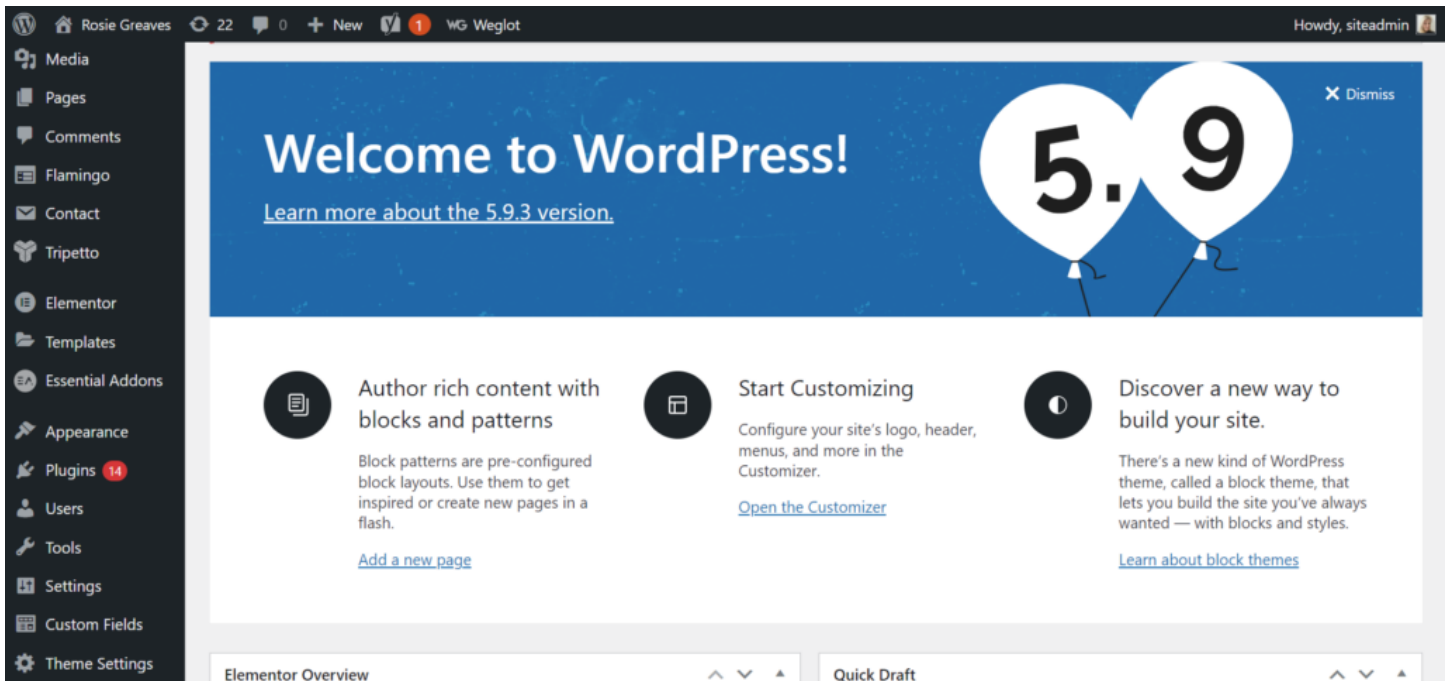 Rosie Greaves 22 0 New 1 WG Weglot Howdy, siteadmin
Media
Pages
Comments
Flamingo
Contact
Tripetto
Elementor
Templates
Essential Addons
Appearance
Plugins 14
Users
Tools
Settings
Custom Fields
Theme Settings
Dismiss
Welcome to WordPress!
Learn more about the 5.9.3 version.
5.9
Author rich content with
blocks and patterns
Block patterns are pre-configured
block layouts. Use them to get
inspired or create new pages in a
flash.
Add a new page
Start Customizing
Configure your site's logo, header,
menus, and more in the
Customizer.
Open the Customizer
Discover a new way to
build your site.
There's a new kind of WordPress
theme, called a block theme, that
lets you build the site you've always
wanted — with blocks and styles.
Learn about block themes
Elementor Overview
Quick Draft